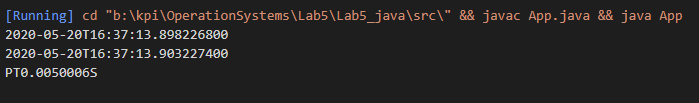 [Running] cd "b:\kpi\OperationSystems\Lab5\Lab5_java\src\" && javac App.java && java App
2020-05-20T16:37:13.898226800
2020-05-20T16:37:13.903227400
PT0.0050006S